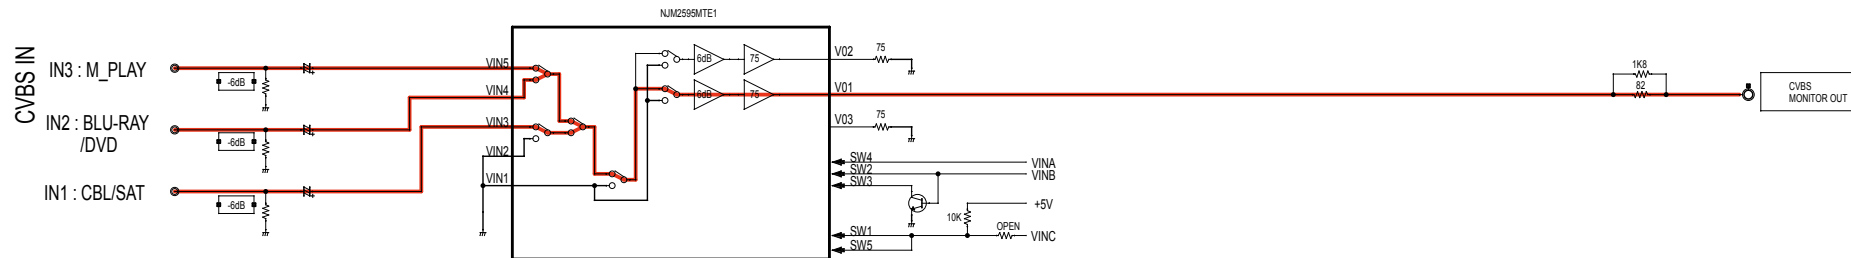 NJM2595MTE1
CVBS IN
IN3 : M_PLAY
-6dB
VIN5
VIN4
IN2 : BLU-RAY
/DVD
-6dB
VIN3
VIN2
IN1 : CBL/SAT
-6dB
VIN1
6dB
75
V02
75
6dB
75
V01
V03
75
SW4
VINA
SW2
VINB
SW3
+5V
10K
OPEN
SW1
VINC
SW5
1K8
82
CVBS
MONITOR OUT